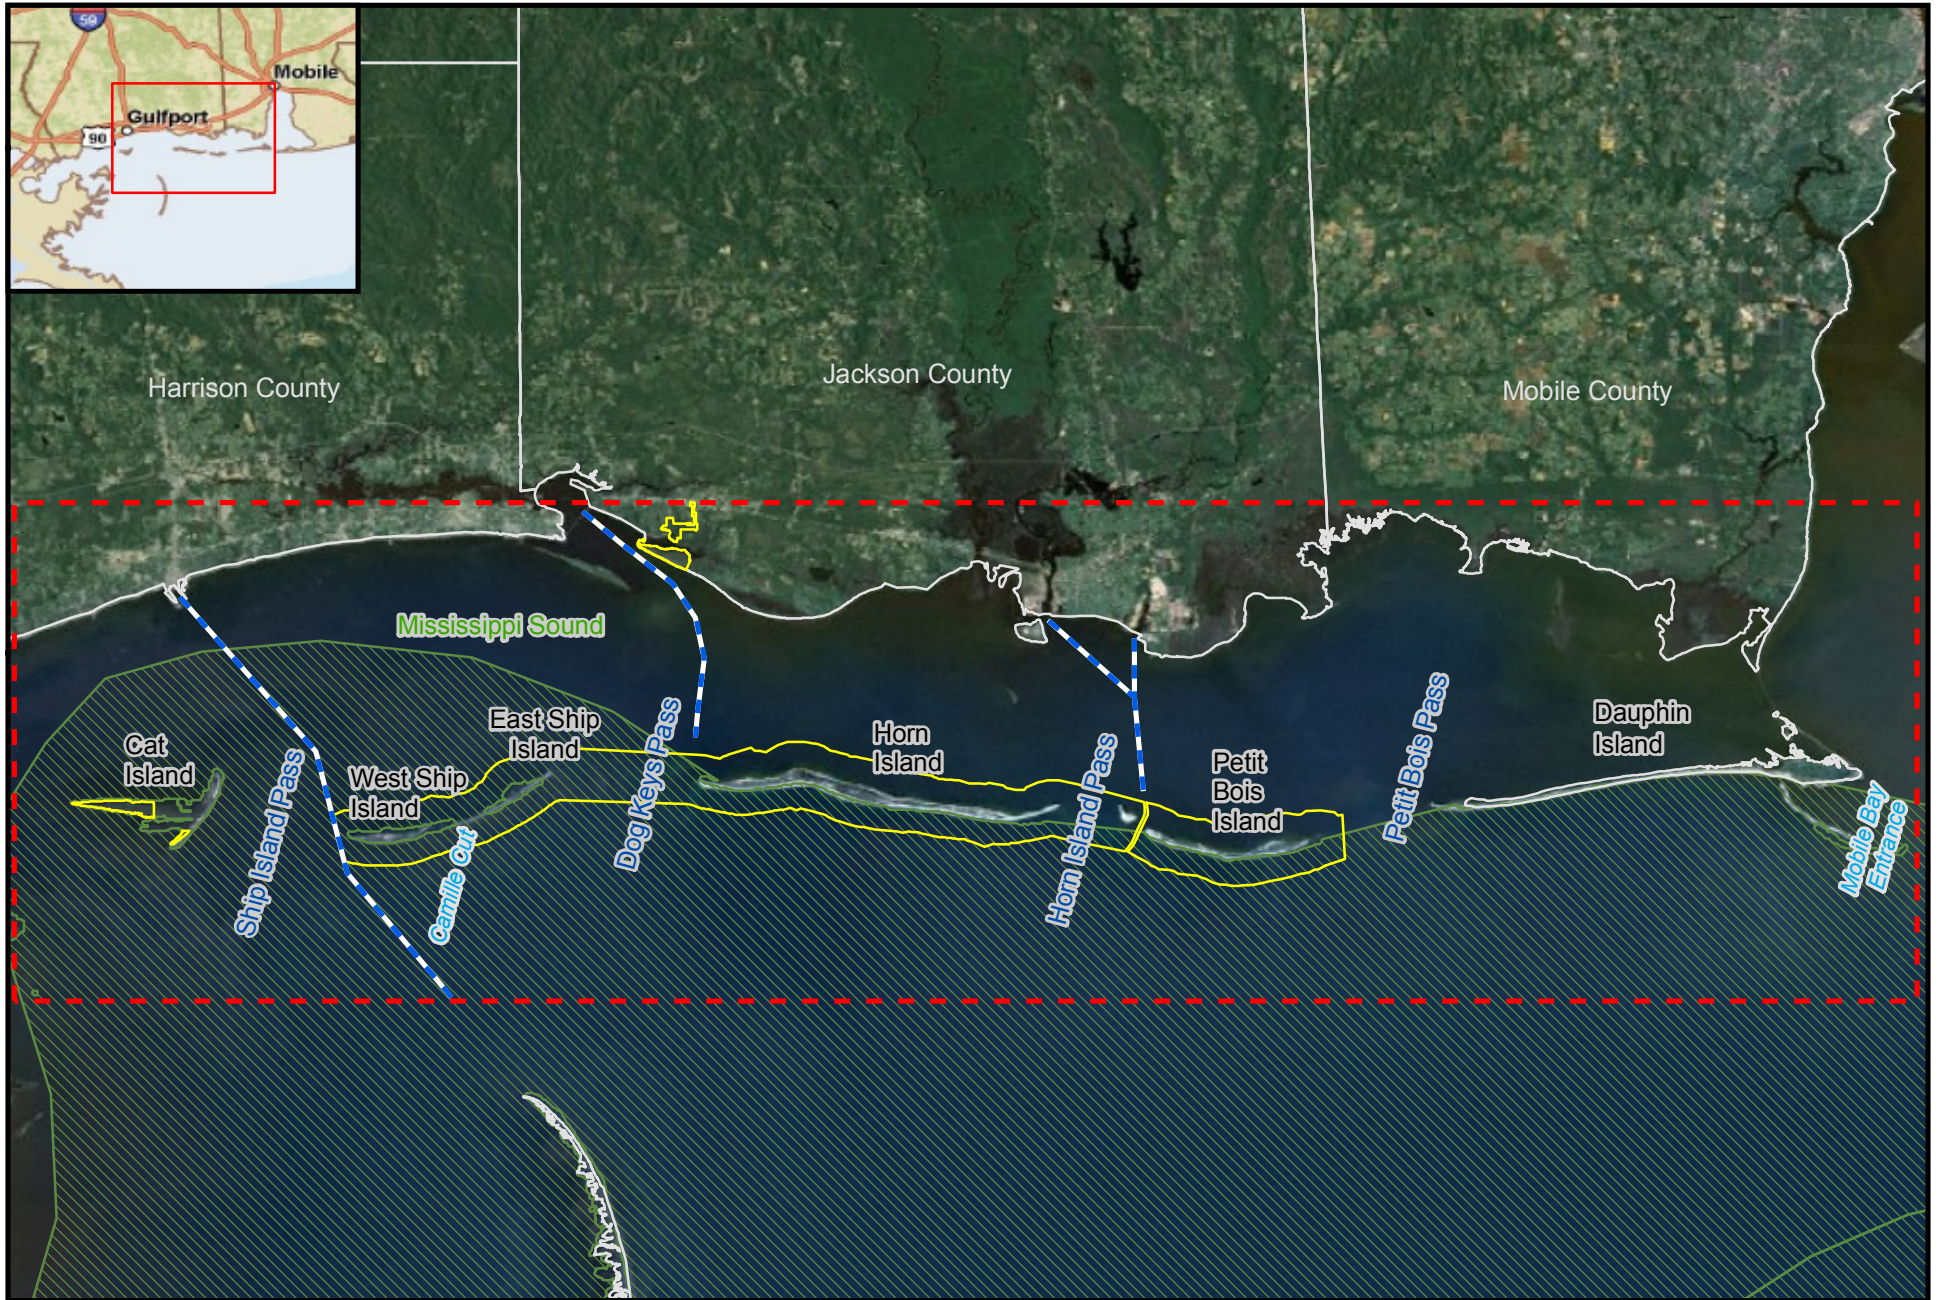 59
Mobile
Gulfport
90
Harrison County
Jackson County
Mobile County
Mississippi Sound
Cat
Island
Ship Island Pass
West Ship
Island
East Ship
Island
Camille Cut
Dog Keys Pass
Horn
Island
Horn Island Pass
Petit
Bois
Island
Petit Bois Pass
Dauphin
Island
Mobile Bay
Entrance